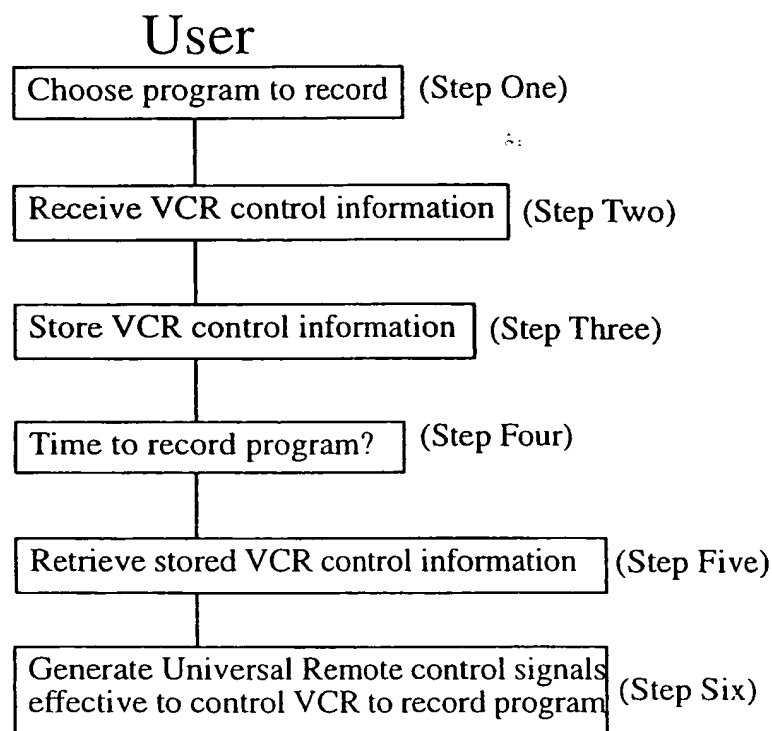 User
Choose program to record (Step One)
Receive VCR control information (Step Two)
Store VCR control information (Step Three)
Time to record program? (Step Four)
Retrieve stored VCR control information (Step Five)
Generate Universal Remote control signals
effective to control VCR to record program (Step Six)